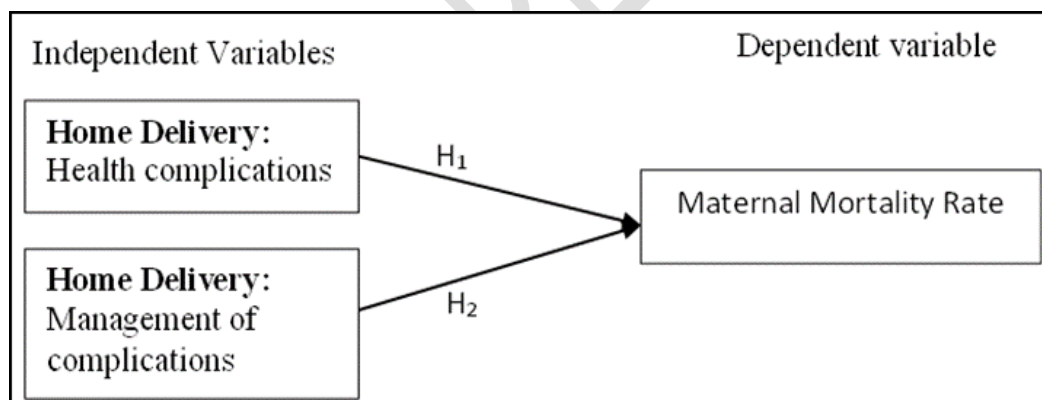 Independent Variables
Dependent variable
Home Delivery:
Health complications
H₁
Maternal Mortality Rate
Home Delivery:
Management of
complications
H₂